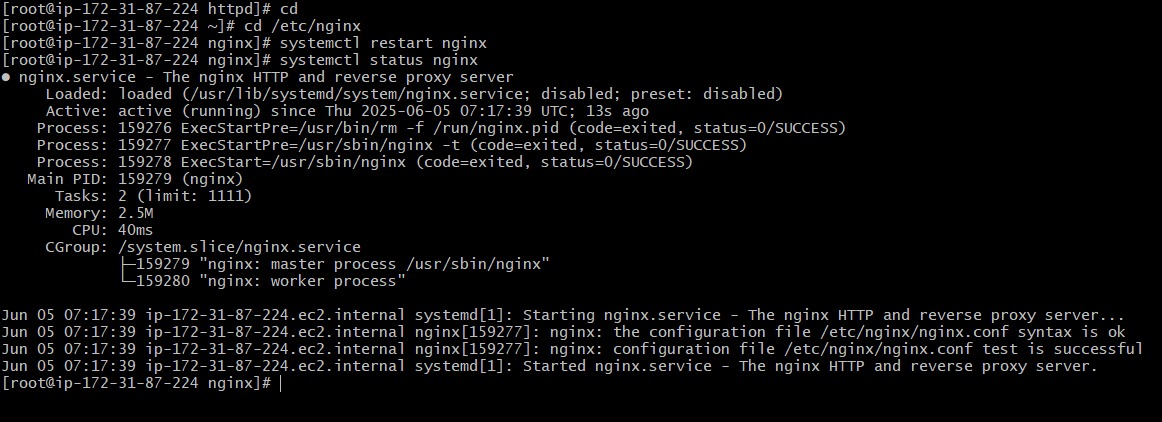 [root@ip-172-31-87-224 httpd]# cd
[root@ip-172-31-87-224 ~]# cd /etc/nginx
[root@ip-172-31-87-224 nginx]# systemctl restart nginx
[root@ip-172-31-87-224 nginx]# systemctl status nginx
● nginx.service - The nginx HTTP and reverse proxy server
     Loaded: loaded (/usr/lib/systemd/system/nginx.service; disabled; preset: disabled)
     Active: active (running) since Thu 2025-06-05 07:17:39 UTC; 13s ago
    Process: 159276 ExecStartPre=/usr/bin/rm -f /run/nginx.pid (code=exited, status=0/SUCCESS)
    Process: 159277 ExecStartPre=/usr/sbin/nginx -t (code=exited, status=0/SUCCESS)
    Process: 159278 ExecStart=/usr/sbin/nginx (code=exited, status=0/SUCCESS)
   Main PID: 159279 (nginx)
      Tasks: 2 (limit: 1111)
     Memory: 2.5M
        CPU: 40ms
     CGroup: /system.slice/nginx.service
             ├─159279 "nginx: master process /usr/sbin/nginx"
             └─159280 "nginx: worker process"

Jun 05 07:17:39 ip-172-31-87-224.ec2.internal systemd[1]: Starting nginx.service - The nginx HTTP and reverse proxy server...
Jun 05 07:17:39 ip-172-31-87-224.ec2.internal nginx[159277]: nginx: the configuration file /etc/nginx/nginx.conf syntax is ok
Jun 05 07:17:39 ip-172-31-87-224.ec2.internal nginx[159277]: nginx: configuration file /etc/nginx/nginx.conf test is successful
Jun 05 07:17:39 ip-172-31-87-224.ec2.internal systemd[1]: Started nginx.service - The nginx HTTP and reverse proxy server.
[root@ip-172-31-87-224 nginx]#